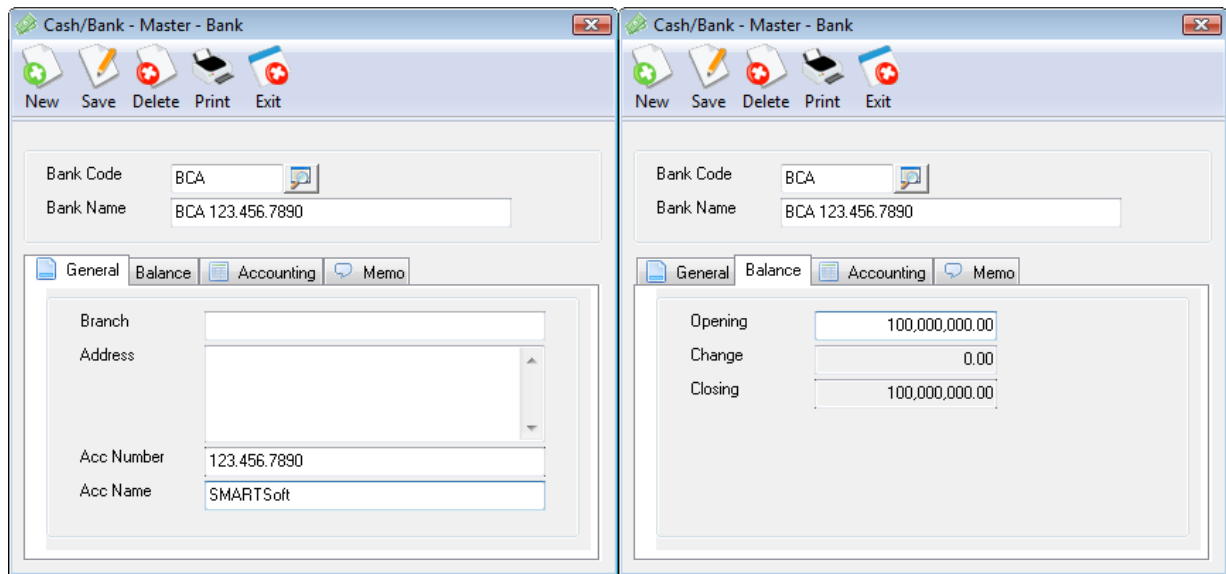 Cash/Bank - Master - Bank
New Save Delete Print Exit
Bank Code BCA
Bank Name BCA 123.456.7890
General Balance Accounting Memo
Branch
Address
Acc Number 123.456.7890
Acc Name SMARTSoft
Cash/Bank - Master - Bank
New Save Delete Print Exit
Bank Code BCA
Bank Name BCA 123.456.7890
General Balance Accounting Memo
Opening 100,000,000.00
Change 0.00
Closing 100,000,000.00